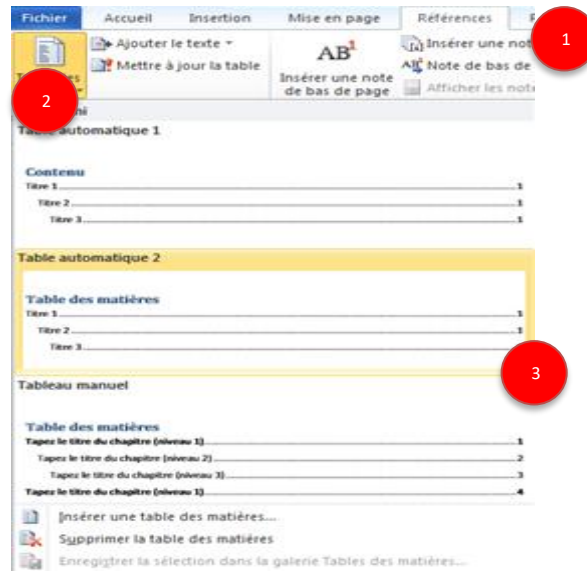 Fichier Accueil Insertion Mise en page Références
1
Ajouter le texte
Mettre à jour la table
AB1
Insérer une note de bas de page
Insérer une
Note de bas de
Afficher les
2
Table automatique 1
Contenu
Titre 1 1
Titre 2 1
Titre 3 1
Table automatique 2
Table des matières
Titre 1 1
Titre 2 1
Titre 3 1
3
Tableau manuel
Table des matières
Tapez le titre du chapitre (niveau 1) 1
Tapez le titre du chapitre (niveau 2) 2
Tapez le titre du chapitre (niveau 3) 3
Tapez le titre du chapitre (niveau 1) 4
Insérer une table des matières...
Supprimer la table des matières
Enregistrer la sélection dans la galerie Tables des matières...